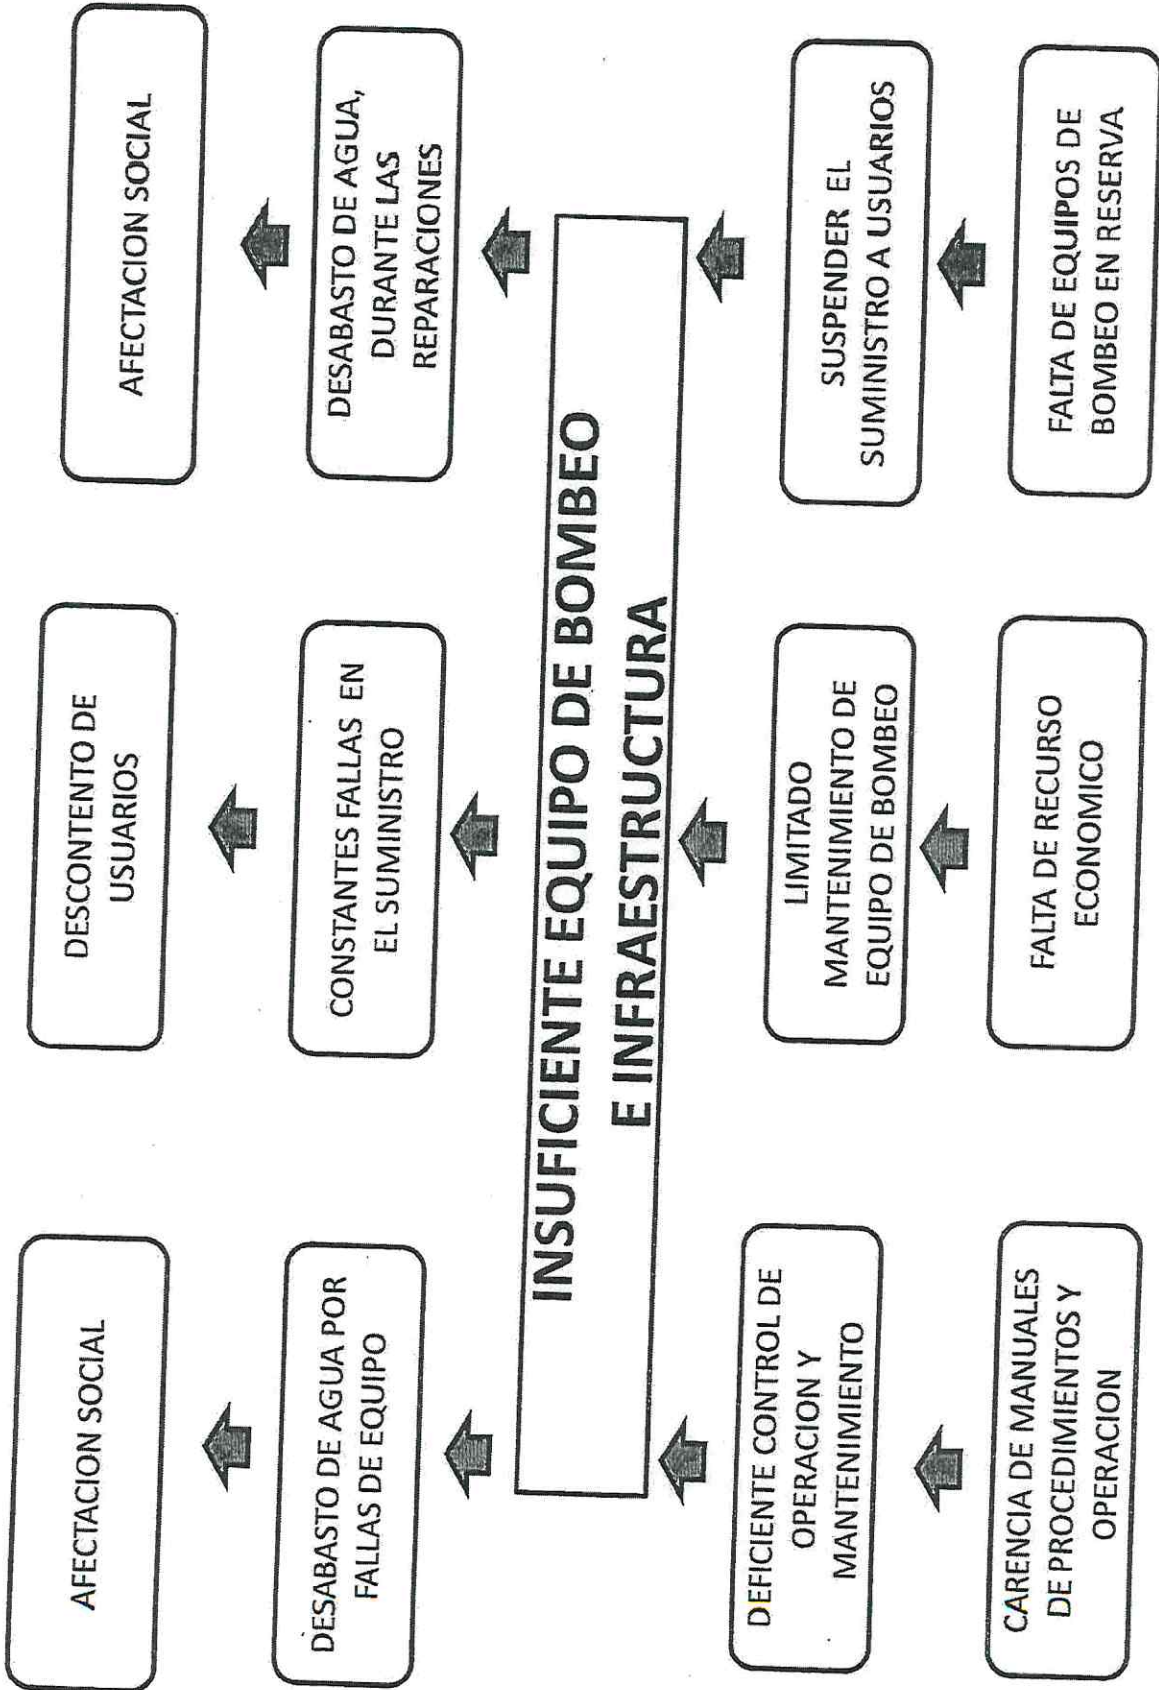 AFECTACION SOCIAL
DESCONTENTO DE
USUARIOS
AFECTACION SOCIAL
DESABASTO DE AGUA POR
FALLAS DE EQUIPO
CONSTANTES FALLAS EN
EL SUMINISTRO
DESABASTO DE AGUA,
DURANTE LAS
REPARACIONES
INSUFICIENTE EQUIPO DE BOMBEO
E INFRAESTRUCTURA
DEFICIENTE CONTROL DE
OPERACION Y
MANTENIMIENTO
LIMITADO
MANTENIMIENTO DE
EQUIPO DE BOMBEO
SUSPENDER EL
SUMINISTRO A USUARIOS
CARENCIA DE MANUALES
DE PROCEDIMIENTOS Y
OPERACION
FALTA DE RECURSO
ECONOMICO
FALTA DE EQUIPOS DE
BOMBEO EN RESERVA